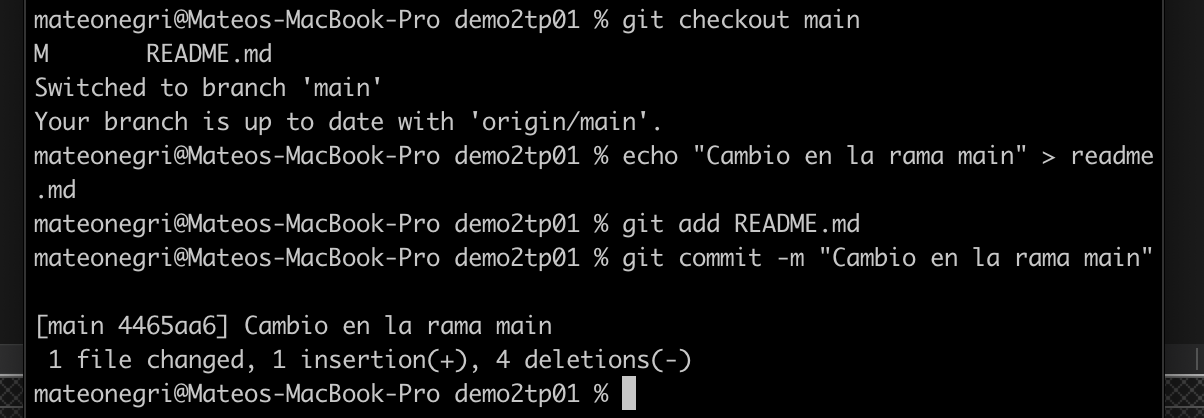 mateonegri@Mateos-MacBook-Pro demo2tp01 % git checkout main
M       README.md
Switched to branch 'main'
Your branch is up to date with 'origin/main'.
mateonegri@Mateos-MacBook-Pro demo2tp01 % echo "Cambio en la rama main" > readme
.md
mateonegri@Mateos-MacBook-Pro demo2tp01 % git add README.md
mateonegri@Mateos-MacBook-Pro demo2tp01 % git commit -m "Cambio en la rama main"
[main 4465aa6] Cambio en la rama main
 1 file changed, 1 insertion(+), 4 deletions(-)
mateonegri@Mateos-MacBook-Pro demo2tp01 %